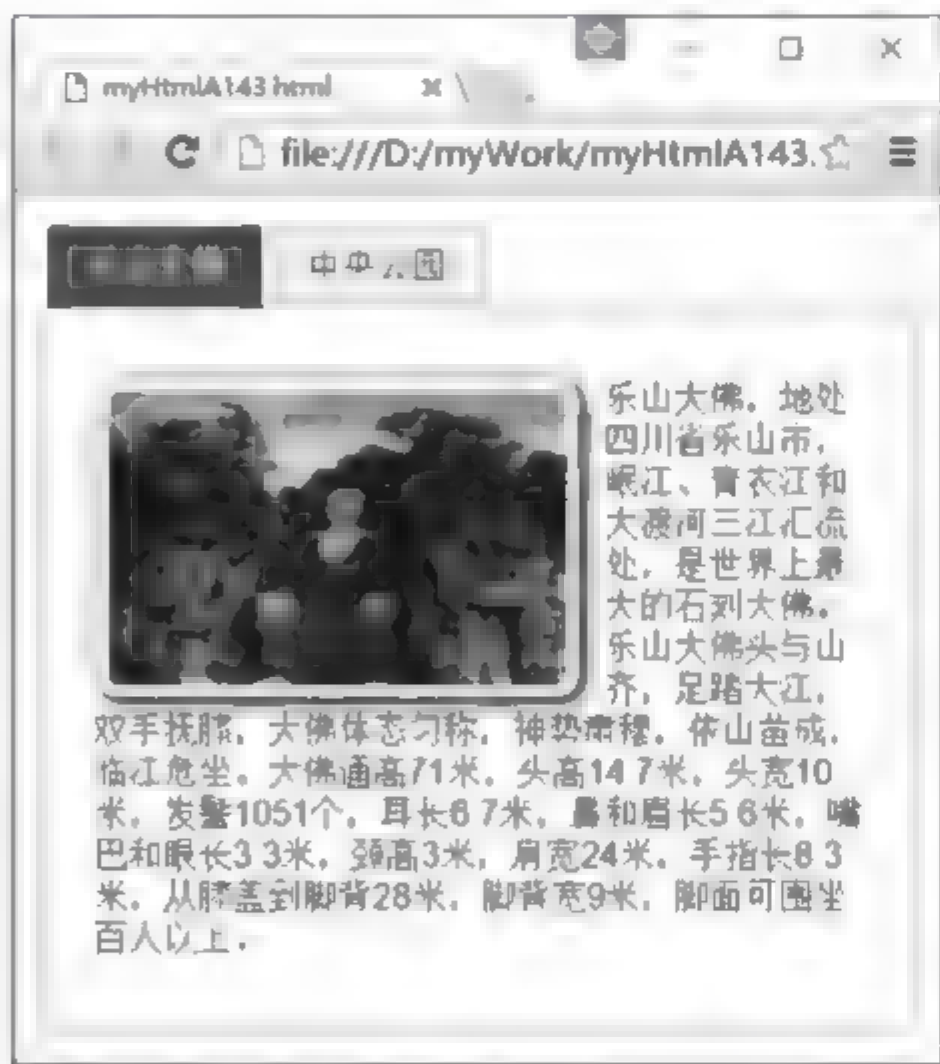 myHtmlA143.html
file:///D:/myWork/myHtmlA143.
乐山大佛，地处
四川省乐山市，
岷江、青衣江和
大渡河三江汇流
处，是世界上最
大的石刻大佛。
乐山大佛头与山
齐，足踏大江，
双手抚膝，大佛体态匀称，神势肃穆，依山凿成，
临江危坐。大佛通高71米，头高14.7米，头宽10
米，发髻1051个，耳长6.7米，鼻和眉长5.6米，嘴
巴和眼长3.3米，颈高3米，肩宽24米，手指长8.3
米，从膝盖到脚背28米，脚背宽9米，脚面可围坐
百人以上。